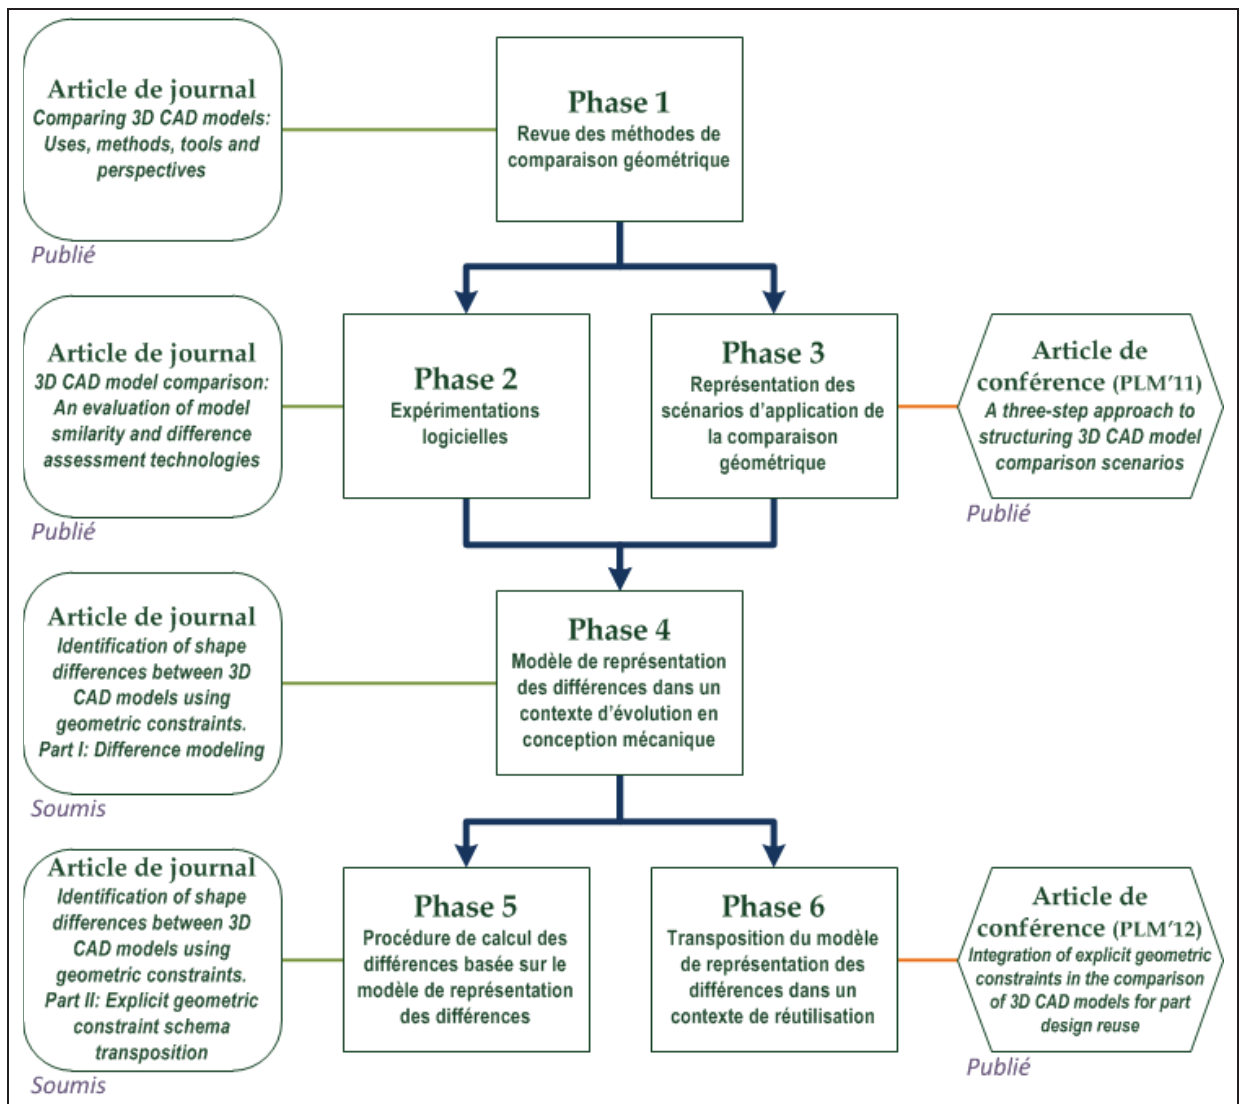 Article de journal
Comparing 3D CAD models:
Uses, methods, tools and
perspectives
Publié
Phase 1
Revue des méthodes de
comparaison géométrique
Article de journal
3D CAD model comparison:
An evaluation of model
smilarity and difference
assessment technologies
Publié
Phase 2
Expérimentations
logicielles
Phase 3
Représentation des
scénarios d'application de
la comparaison
géométrique
Article de
conférence (PLM'11)
A three-step approach to
structuring 3D CAD model
comparison scenarios
Publié
Article de journal
Identification of shape
differences between 3D
CAD models using
geometric constraints.
Part I: Difference modeling
Soumis
Phase 4
Modèle de représentation
des différences dans un
contexte d'évolution en
conception mécanique
Article de journal
Identification of shape
differences between 3D
CAD models using
geometric constraints.
Part II: Explicit geometric
constraint schema
transposition
Soumis
Phase 5
Procédure de calcul des
différences basée sur le
modèle de représentation
des différences
Phase 6
Transposition du modèle
de représentation des
différences dans un
contexte de réutilisation
Article de
conférence (PLM'12)
Integration of explicit geometric
constraints in the comparison
of 3D CAD models for part
design reuse
Publié